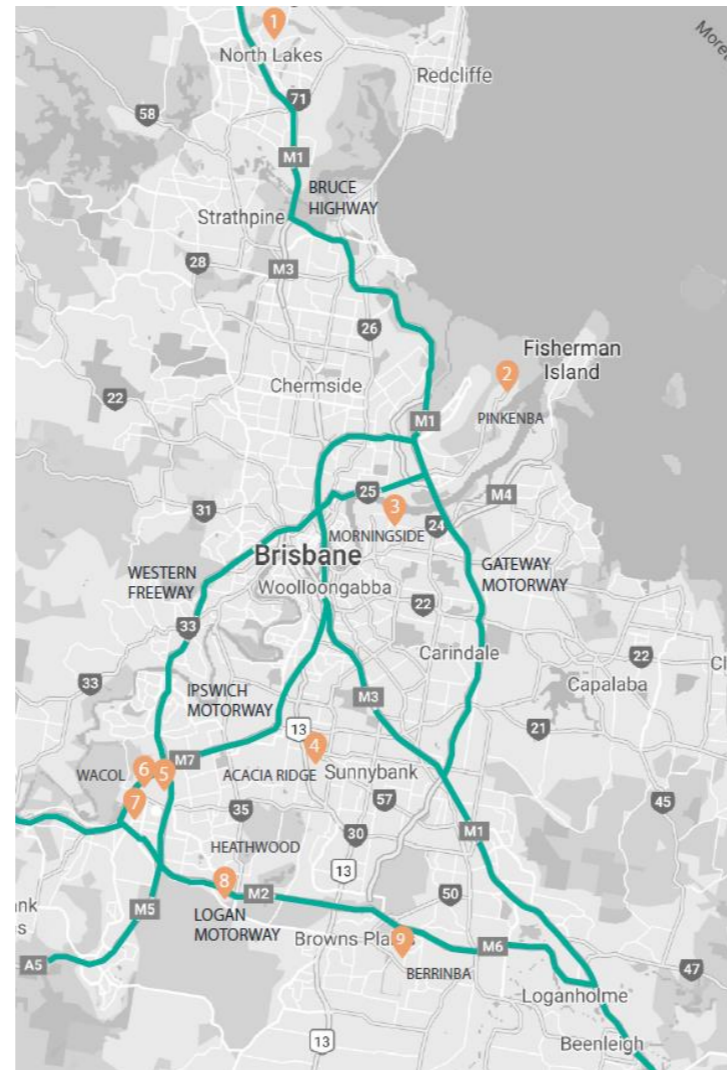 1
North Lakes
Redcliffe
71
58
M1
BRUCE
HIGHWAY
Strathpine
28
M3
26
Fisherman
Island
2
Chermside
22
PINKENBA
M1
25
M4
31
3
24
MORNINGSIDE
Brisbane
GATEWAY
MOTORWAY
WESTERN
FREEWAY
Woolloongabba
22
33
Carindale
22
33
Capalaba
IPSWICH
MOTORWAY
M3
13
21
4
M7
6
5
WACOL
ACACIA RIDGE
Sunnybank
7
57
45
35
M1
30
HEATHWOOD
13
8
M2
50
M5
LOGAN
MOTORWAY
Browns
9
M6
A5
BERRINBA
47
Loganholme
13
Beenleigh